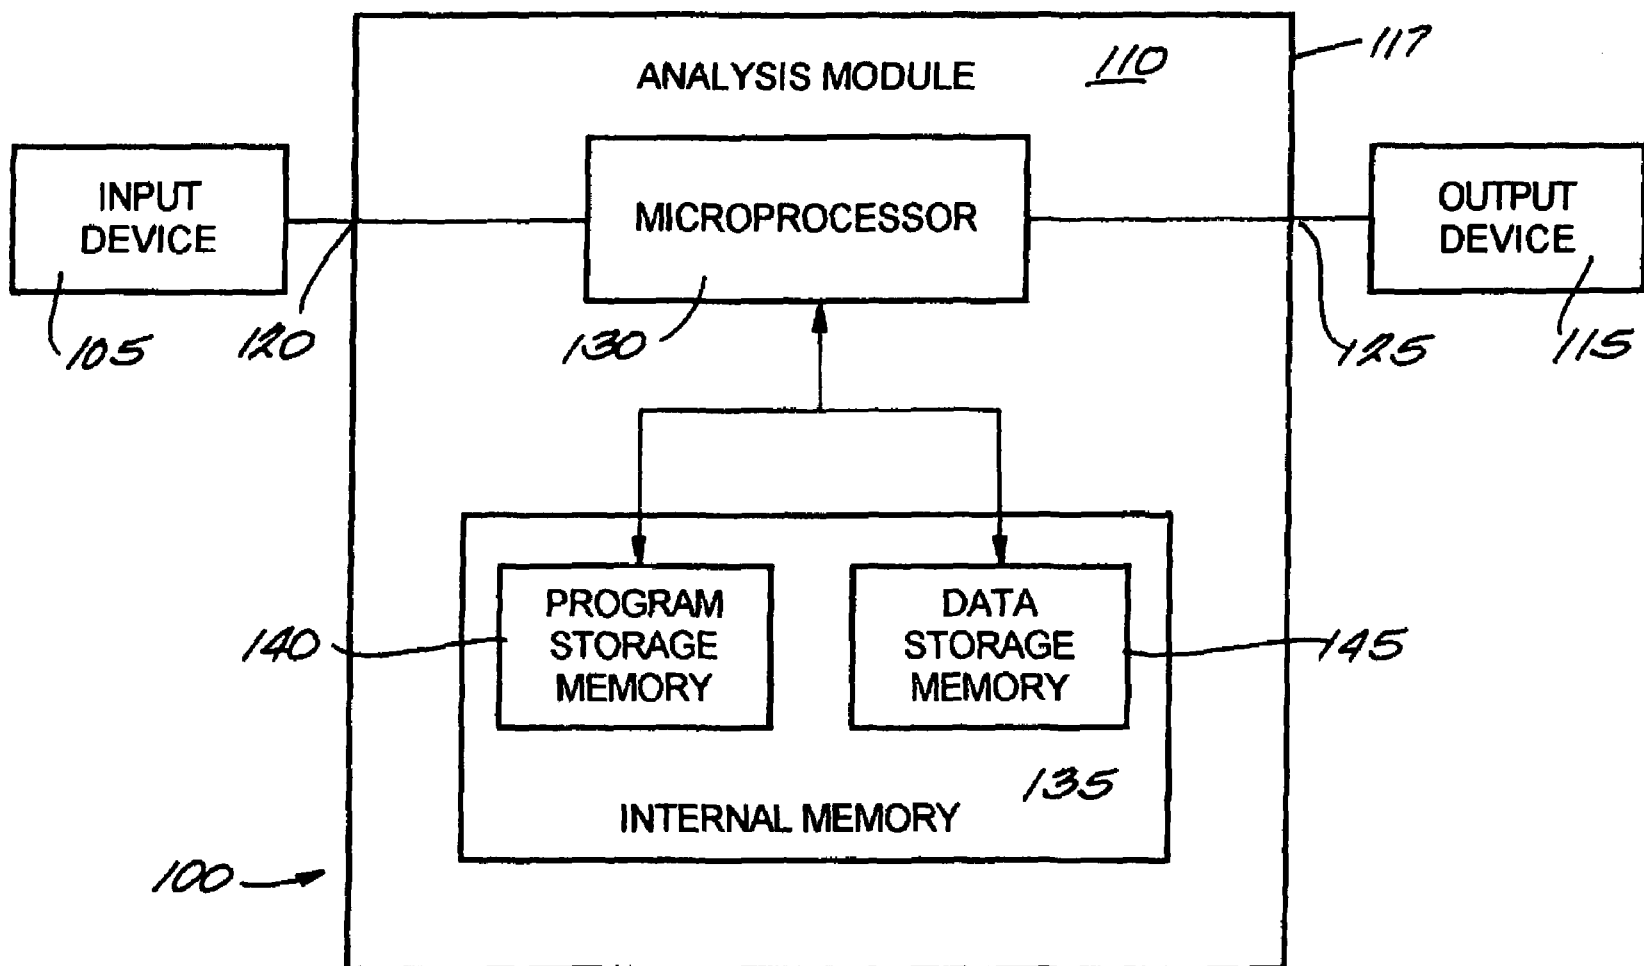 ANALYSIS MODULE
110
117
INPUT
DEVICE
MICROPROCESSOR
OUTPUT
DEVICE
105
120
130
125
115
PROGRAM
STORAGE
MEMORY
DATA
STORAGE
MEMORY
140
145
135
INTERNAL MEMORY
100